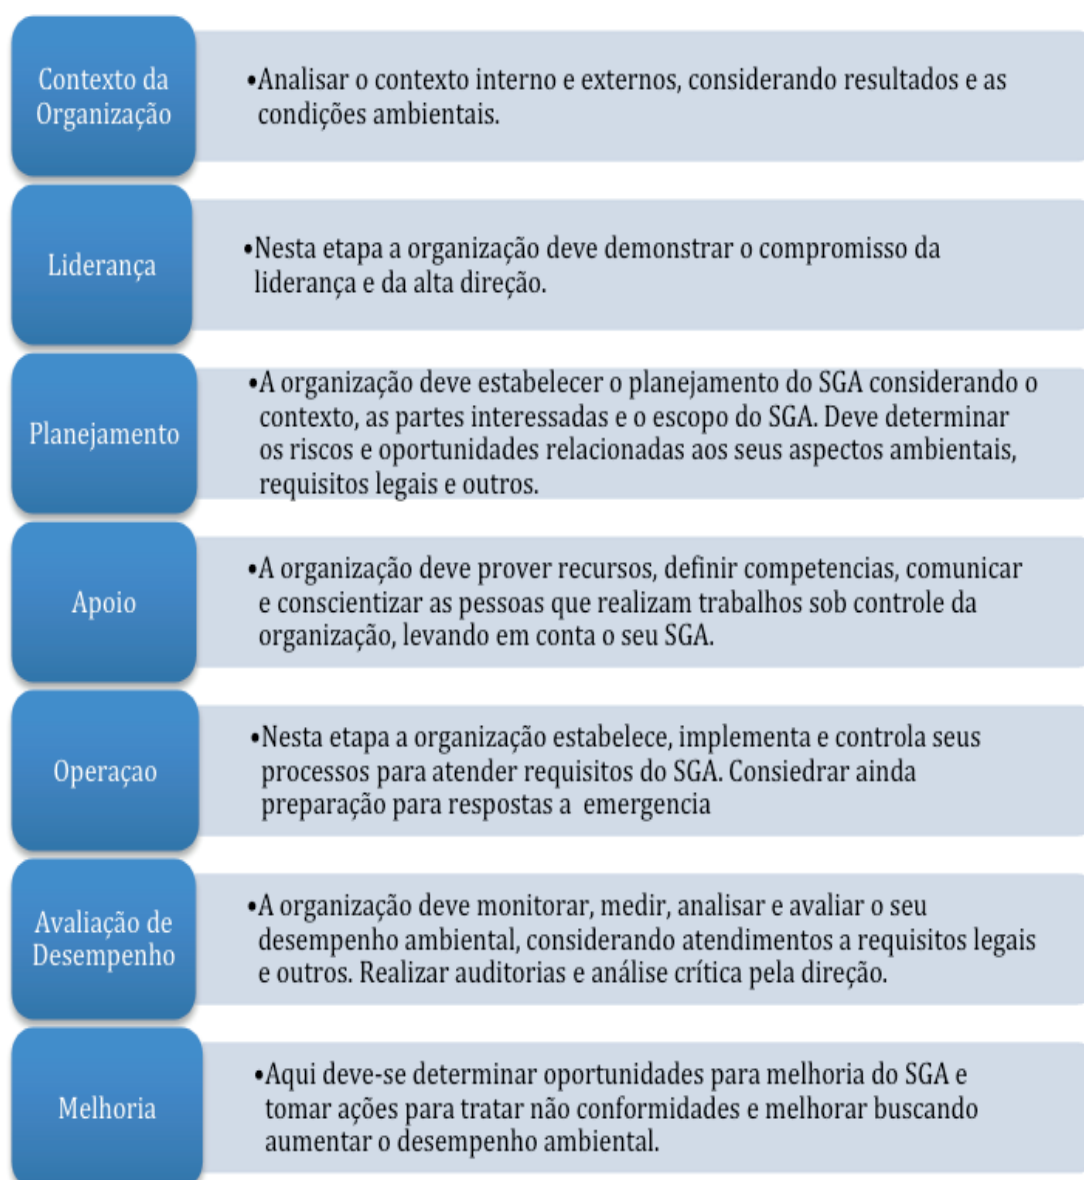 Contexto da
Organização
•Analisar o contexto interno e externos, considerando resultados e as
condições ambientais.
Liderança
•Nesta etapa a organização deve demonstrar o compromisso da
liderança e da alta direção.
Planejamento
•A organização deve estabelecer o planejamento do SGA considerando o
contexto, as partes interessadas e o escopo do SGA. Deve determinar
os riscos e oportunidades relacionadas aos seus aspectos ambientais,
requisitos legais e outros.
Apoio
•A organização deve prover recursos, definir competencias, comunicar
e conscientizar as pessoas que realizam trabalhos sob controle da
organização, levando em conta o seu SGA.
Operaçao
•Nesta etapa a organização estabelece, implementa e controla seus
processos para atender requisitos do SGA. Consiedrar ainda
preparação para respostas a  emergencia
Avaliação de
Desempenho
•A organização deve monitorar, medir, analisar e avaliar o seu
desempenho ambiental, considerando atendimentos a requisitos legais
e outros. Realizar auditorias e análise crítica pela direção.
Melhoria
•Aqui deve-se determinar oportunidades para melhoria do SGA e
tomar ações para tratar não conformidades e melhorar buscando
aumentar o desempenho ambiental.